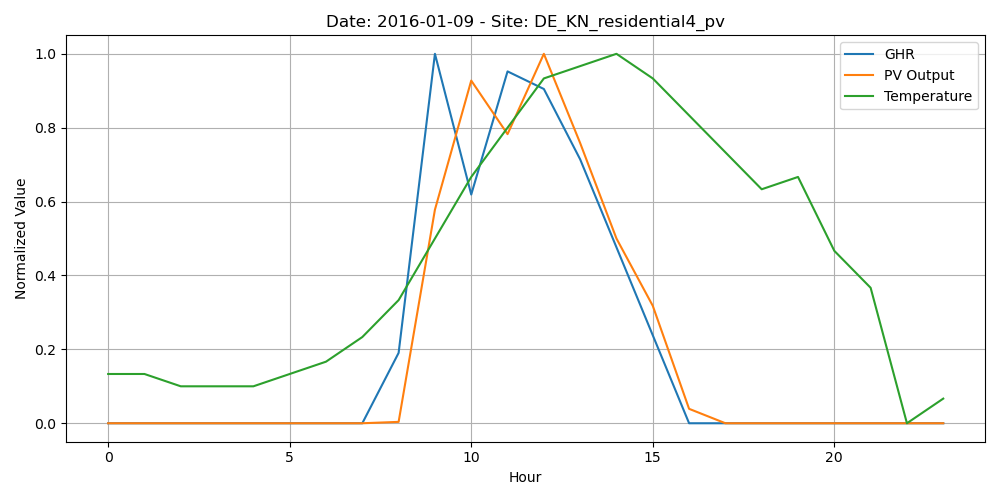 Date: 2016-01-09 - Site: DE_KN_residential4_pv
GHR
PV Output
Temperature
Normalized Value
1.0
0.8
0.6
0.4
0.2
0.0
0 5 10 15 20
Hour